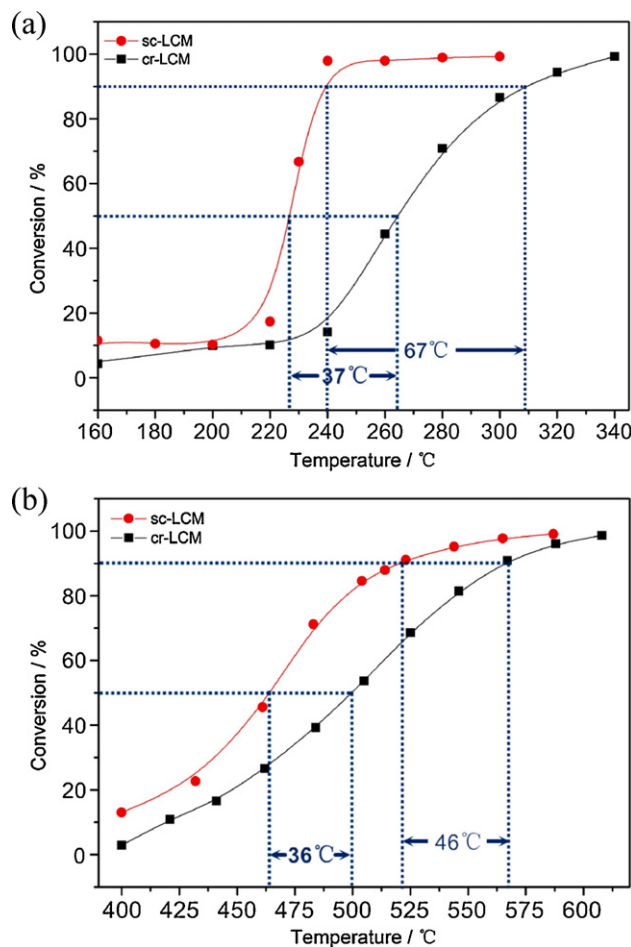 (a)
sc-LCM
cr-LCM
100
80
60
40
20
0
Conversion / %
67℃
37℃
160 180 200 220 240 260 280 300 320 340
Temperature / ℃
(b)
sc-LCM
cr-LCM
100
80
60
40
20
0
Conversion / %
36℃
46℃
400 425 450 475 500 525 550 575 600
Temperature / ℃